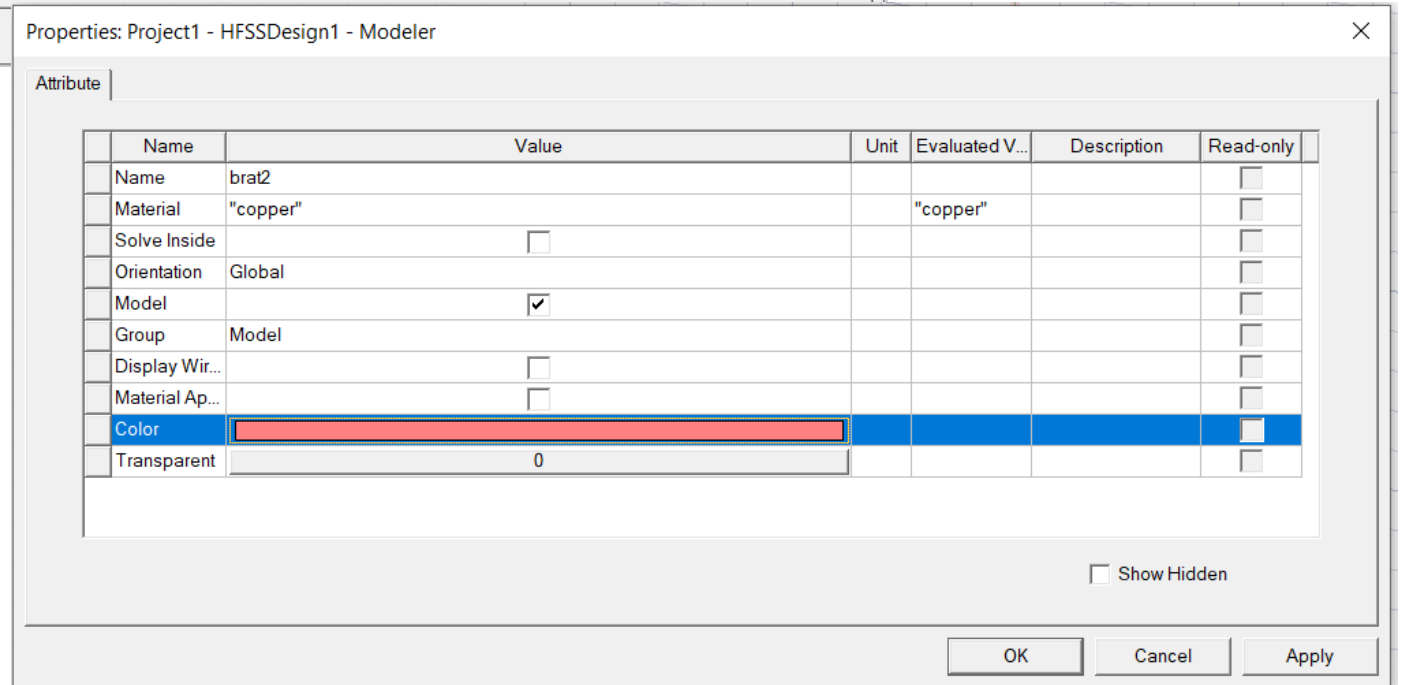 Properties: Project1 - HFSSDesign1 - Modeler
Attribute
Name Value Unit Evaluated V... Description Read-only
Name brat2
Material "copper" "copper"
Solve Inside
Orientation Global
Model
Group Model
Display Wir...
Material Ap...
Color
Transparent 0
Show Hidden
OK Cancel Apply